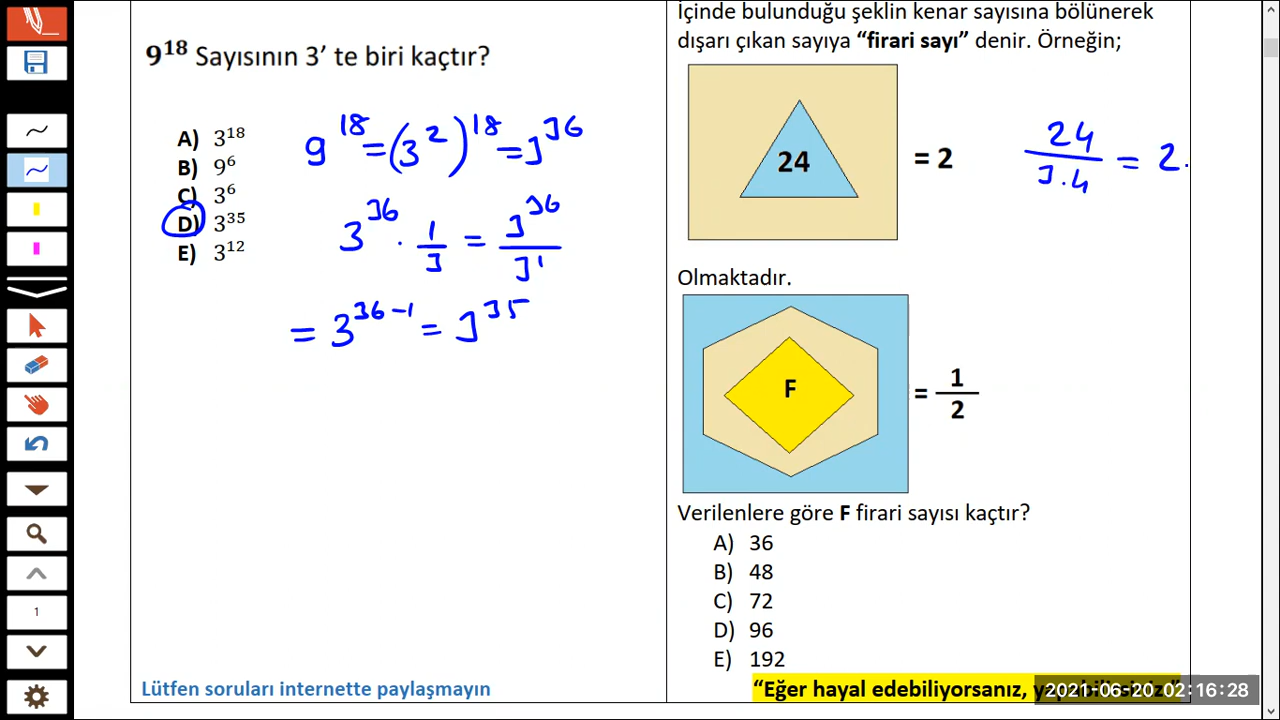 9¹⁸ Sayısının 3’ te biri kaçtır?
A) 3¹⁸
B) 9⁶
C) 3⁶
D) 3³⁵
E) 3¹²
9¹⁸ = (3²)¹⁸ = 3³⁶
3³⁶ · 1/3 = 3³⁶/3¹
= 3³⁶⁻¹ = 3³⁵
Lütfen soruları internette paylaşmayın
İçinde bulunduğu şeklin kenar sayısına bölünerek
dışarı çıkan sayıya “firari sayı” denir. Örneğin;
24 = 2
24/3.4 = 2.
Olmaktadır.
F = 1/2
Verilenlere göre F firari sayısı kaçtır?
A) 36
B) 48
C) 72
D) 96
E) 192
“Eğer hayal edebiliyorsanız,
2021-06-20 02:16:28
1